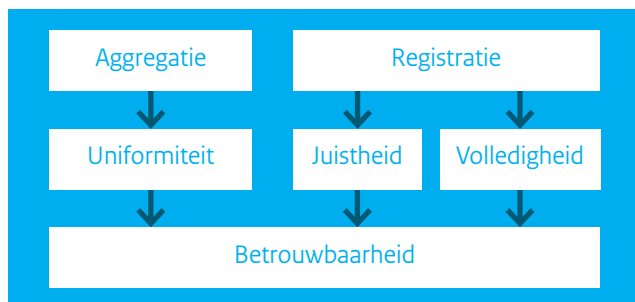 Aggregatie
Registratie
Uniformiteit
Juistheid
Volledigheid
Betrouwbaarheid